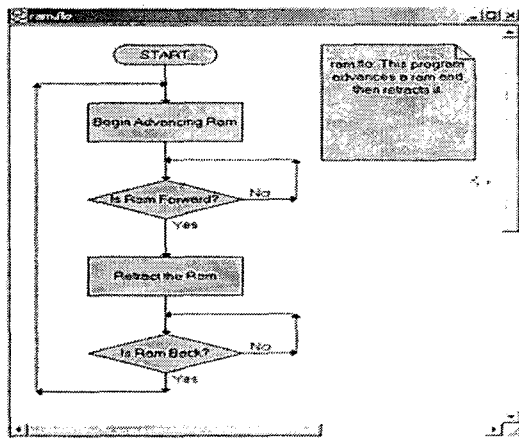 ram.flo
START
ram.flo: This program
advances a ram and
then retracts it.
Begin Advancing Ram
Is Ram Forward?
No
Yes
Retract the Ram
Is Ram Back?
No
Yes